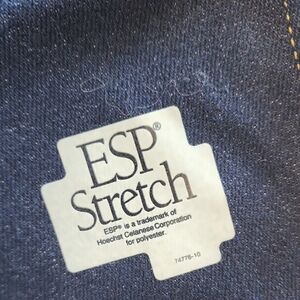 ESP®
Stretch
ESP® is a trademark of
Hoechst Celanese Corporation
for polyester.
74776-10